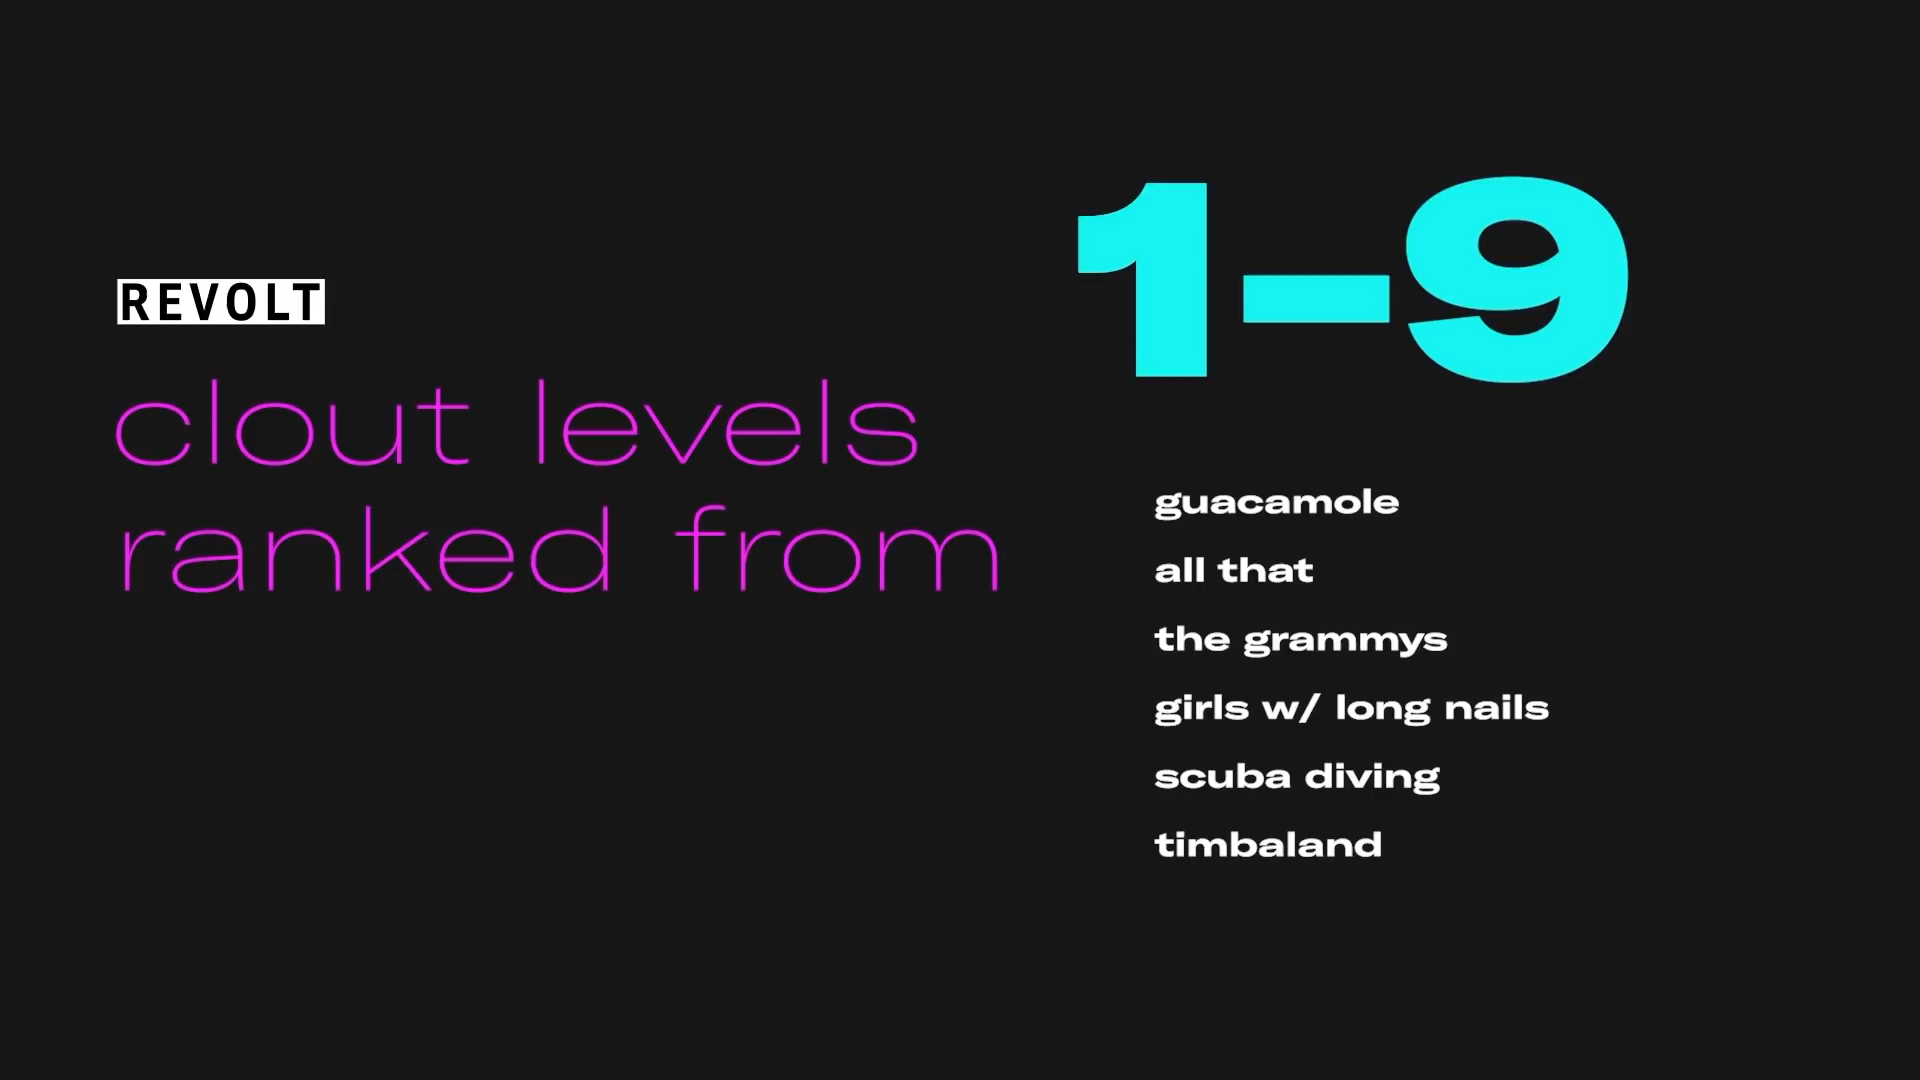 REVOLT
clout levels
ranked from
1–9
guacamole
all that
the grammys
girls w/ long nails
scuba diving
timbaland